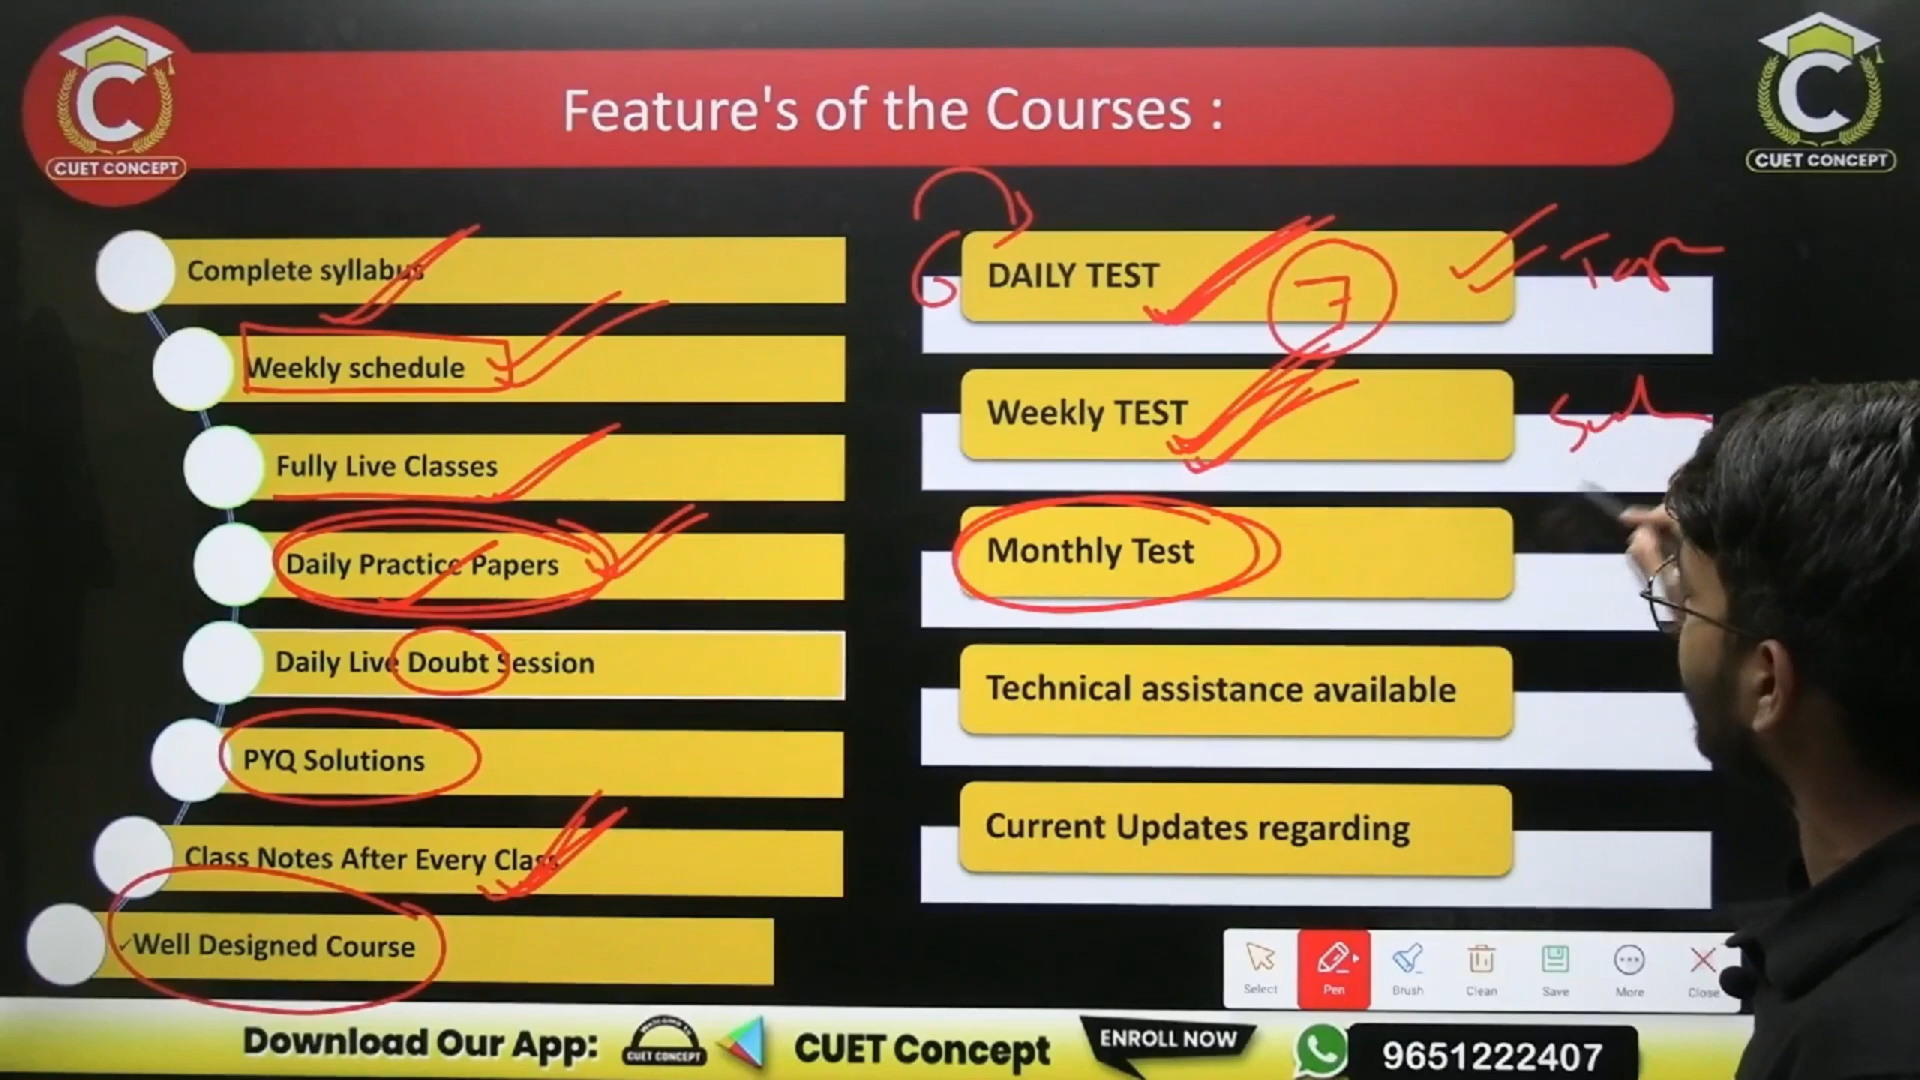 C
CUET CONCEPT
Feature's of the Courses :
C
CUET CONCEPT
Complete syllabus
Weekly schedule
Fully Live Classes
Daily Practice Papers
Daily Live Doubt Session
PYQ Solutions
Class Notes After Every Class
✓Well Designed Course
DAILY TEST
7
Weekly TEST
Monthly Test
Technical assistance available
Current Updates regarding
Select
Pen
Brush
Clean
Save
More
Close
Download Our App:
CUET CONCEPT
CUET Concept
ENROLL NOW
9651222407